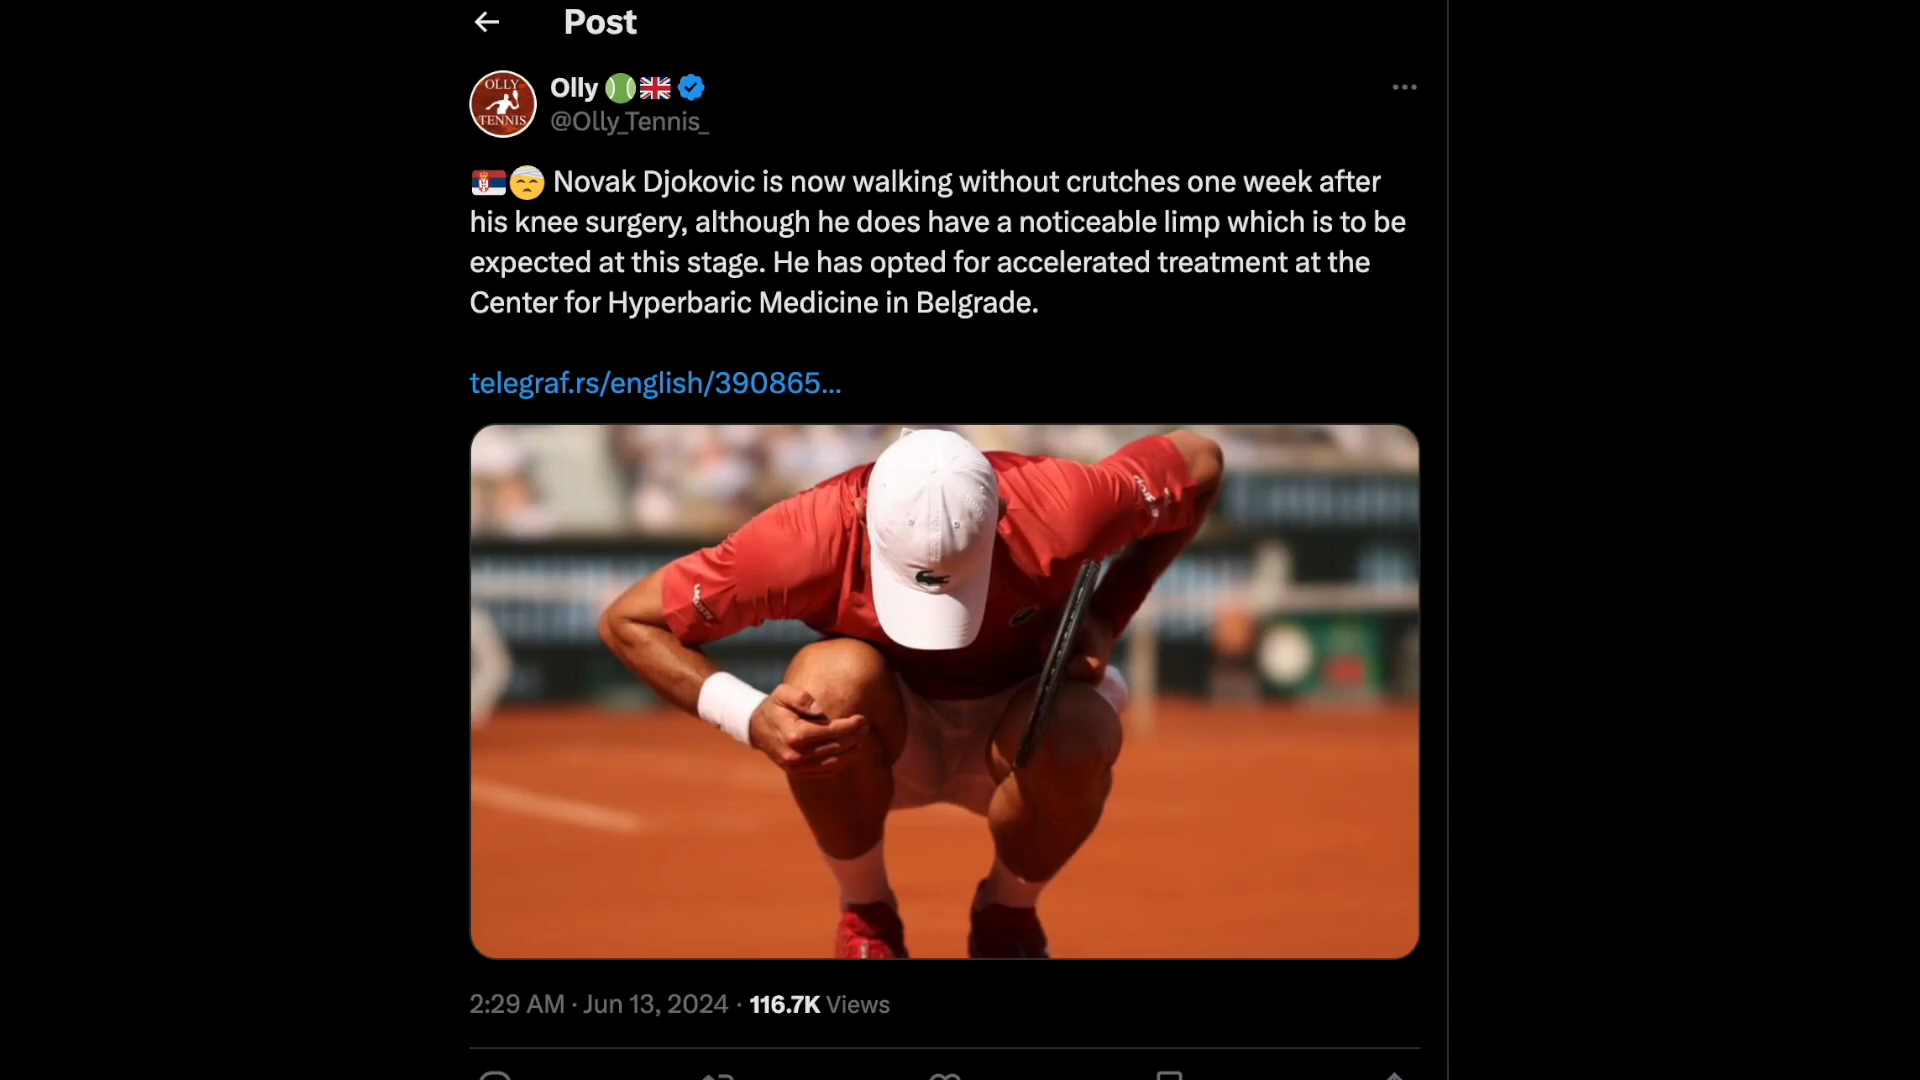 Post
OLLY
TENNIS
Olly
@Olly_Tennis_
Novak Djokovic is now walking without crutches one week after
his knee surgery, although he does have a noticeable limp which is to be
expected at this stage. He has opted for accelerated treatment at the
Center for Hyperbaric Medicine in Belgrade.
telegraf.rs/english/390865...
2:29 AM · Jun 13, 2024 · 116.7K Views